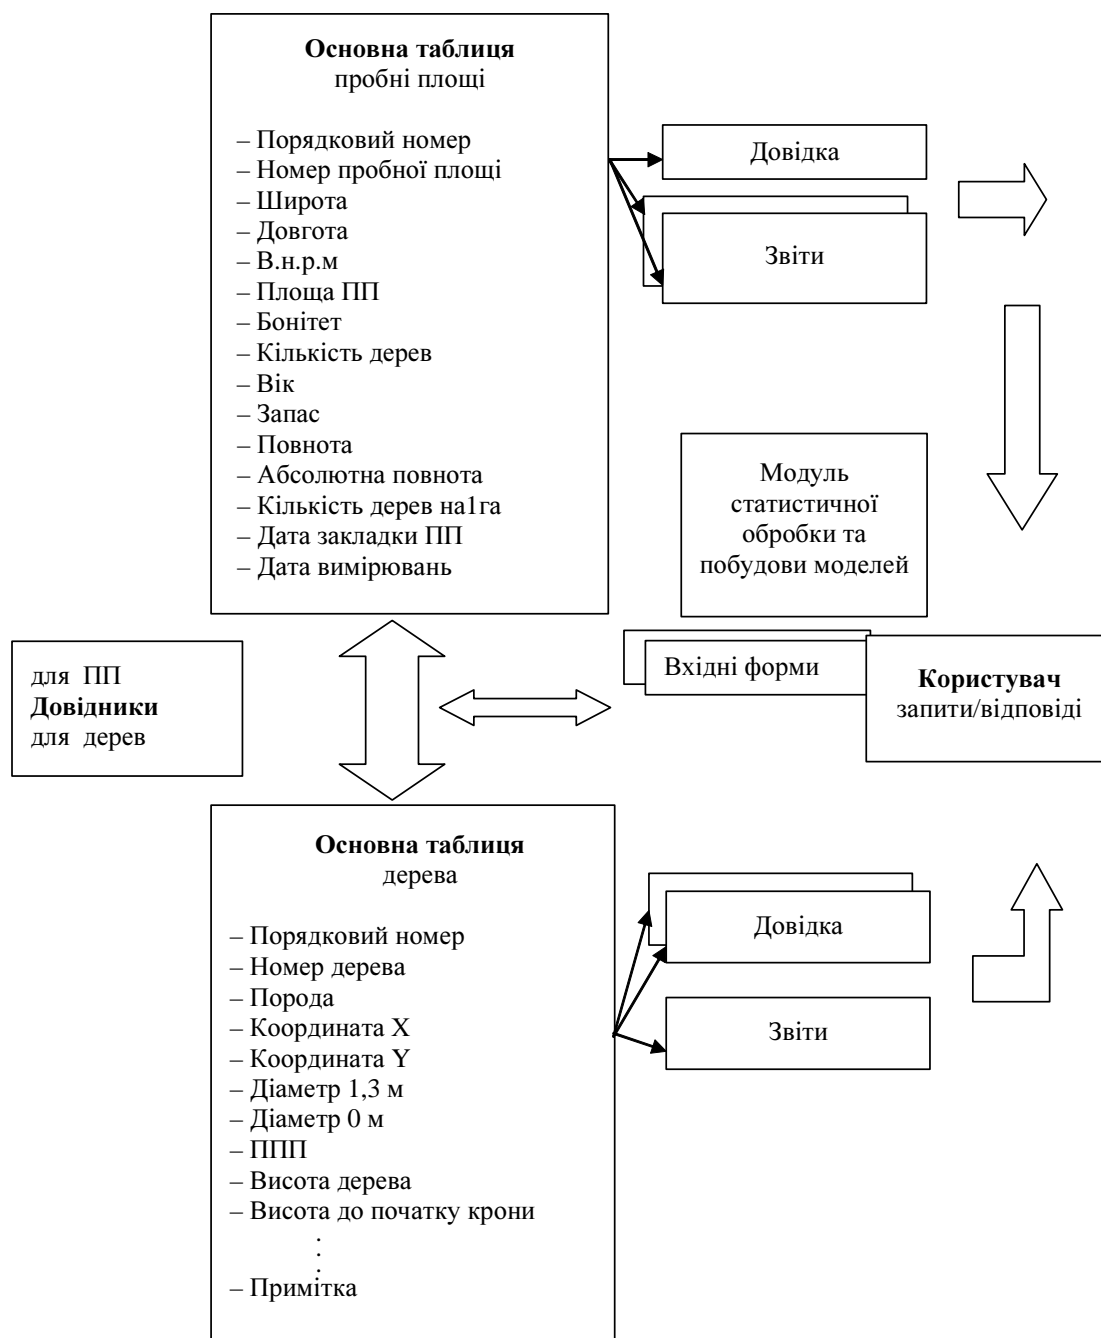 Основна таблиця
пробні площі
– Порядковий номер
– Номер пробної площі
– Широта
– Довгота
– В.н.р.м
– Площа ПП
– Бонітет
– Кількість дерев
– Вік
– Запас
– Повнота
– Абсолютна повнота
– Кількість дерев на1га
– Дата закладки ПП
– Дата вимірювань
Довідка
Звіти
Модуль
статистичної
обробки та
побудови моделей
для ПП
Довідники
для дерев
Вхідні форми
Користувач
запити/відповіді
Основна таблиця
дерева
– Порядковий номер
– Номер дерева
– Порода
– Координата X
– Координата Y
– Діаметр 1,3 м
– Діаметр 0 м
– ППП
– Висота дерева
– Висота до початку крони
.
.
.
– Примітка
Довідка
Звіти